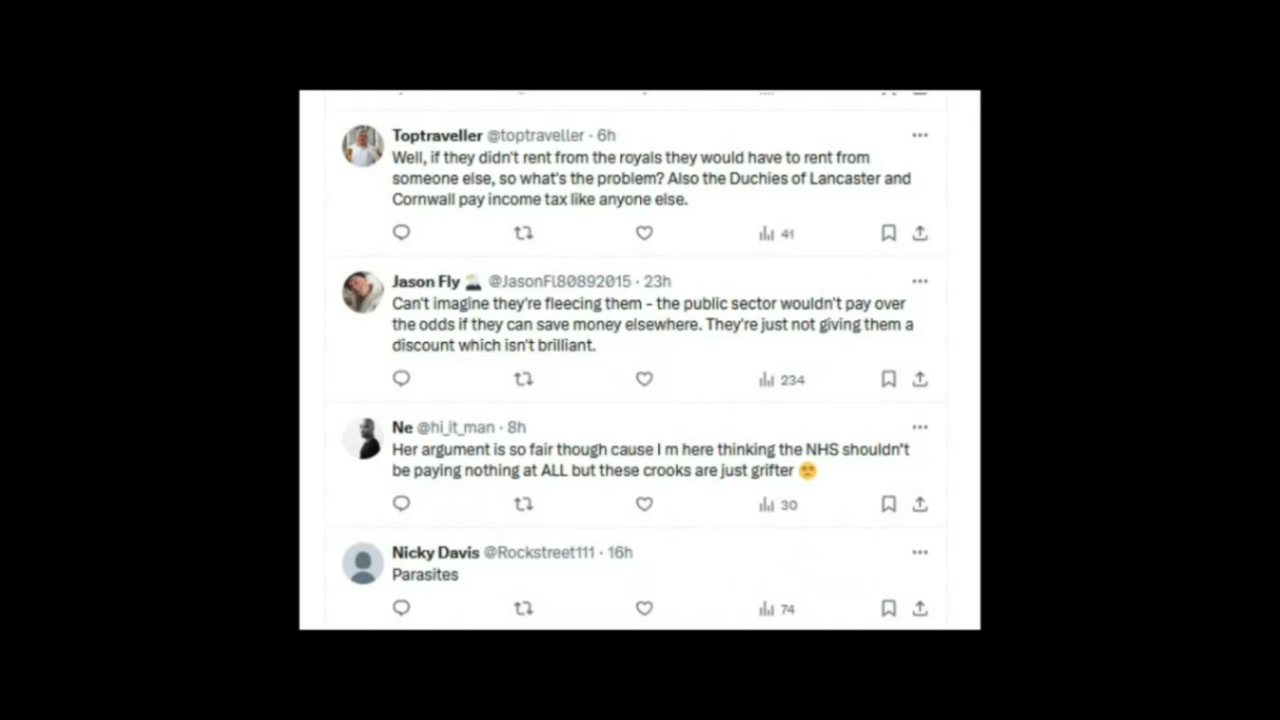 Toptraveller @toptraveller · 6h
Well, if they didn't rent from the royals they would have to rent from
someone else, so what's the problem? Also the Duchies of Lancaster and
Cornwall pay income tax like anyone else.
41
Jason Fly @JasonFl80892015 · 23h
Can't imagine they're fleecing them - the public sector wouldn't pay over
the odds if they can save money elsewhere. They're just not giving them a
discount which isn't brilliant.
234
Ne @hi_it_man · 8h
Her argument is so fair though cause I m here thinking the NHS shouldn't
be paying nothing at ALL but these crooks are just grifter
30
Nicky Davis @Rockstreet111 · 16h
Parasites
74